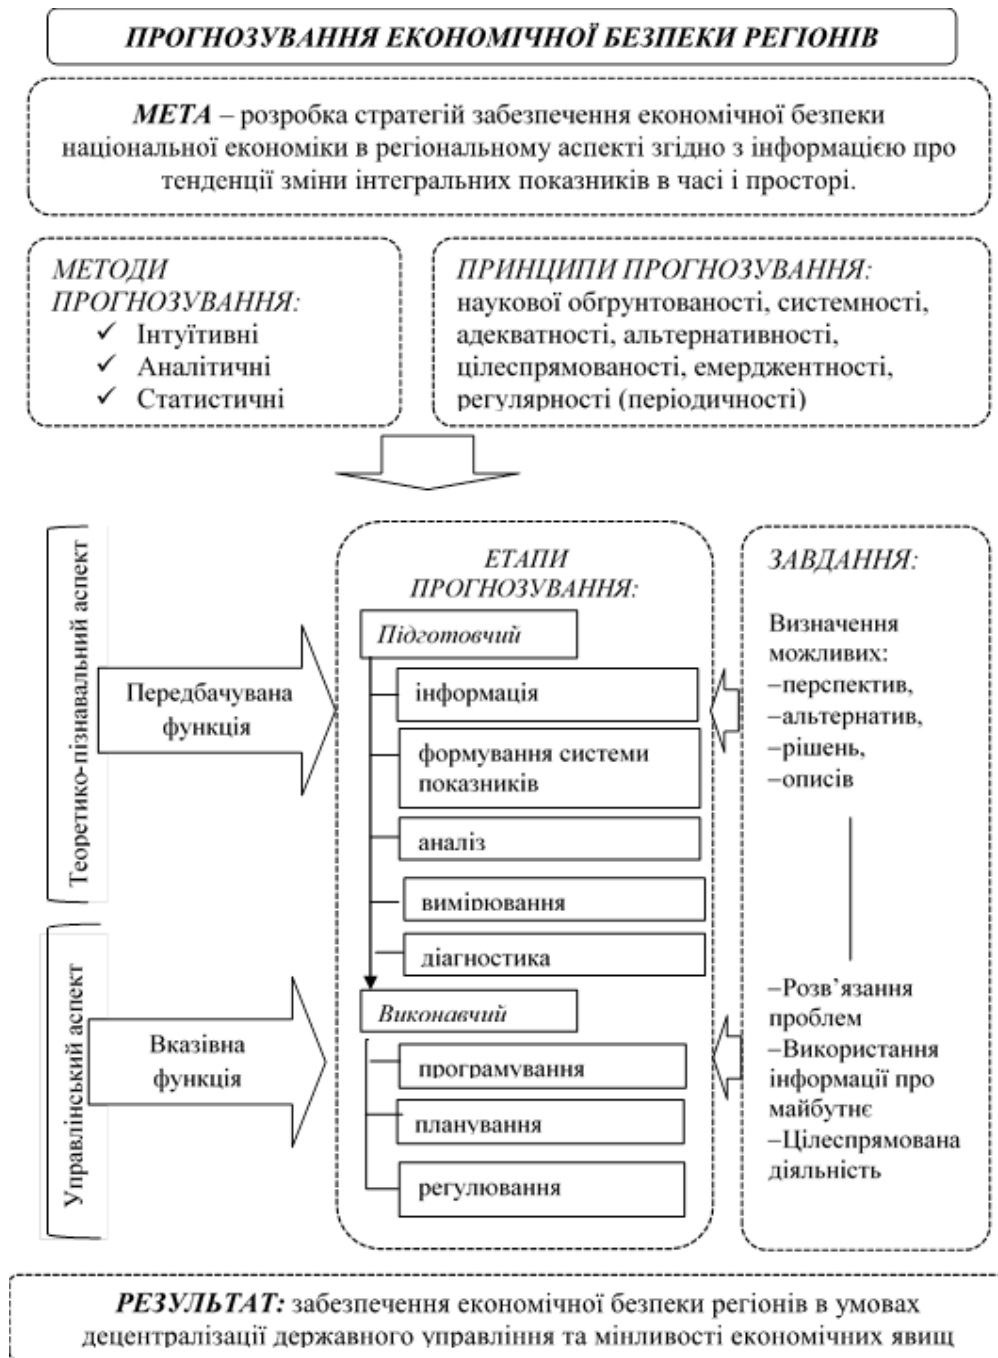 ПРОГНОЗУВАННЯ ЕКОНОМІЧНОЇ БЕЗПЕКИ РЕГІОНІВ
МЕТА – розробка стратегій забезпечення економічної безпеки
національної економіки в регіональному аспекті згідно з інформацією про
тенденції зміни інтегральних показників в часі і просторі.
МЕТОДИ
ПРОГНОЗУВАННЯ:
✓ Інтуїтивні
✓ Аналітичні
✓ Статистичні
ПРИНЦИПИ ПРОГНОЗУВАННЯ:
наукової обґрунтованості, системності,
адекватності, альтернативності,
цілеспрямованості, емерджентності,
регулярності (періодичності)
Теоретико-пізнавальний аспект
Передбачувана
функція
Управлінський аспект
Вказівна
функція
ЕТАПИ
ПРОГНОЗУВАННЯ:
Підготовчий
інформація
формування системи
показників
аналіз
вимірювання
діагностика
Виконавчий
програмування
планування
регулювання
ЗАВДАННЯ:
Визначення
можливих:
–перспектив,
–альтернатив,
–рішень,
–описів
–Розв’язання
проблем
–Використання
інформації про
майбутнє
–Цілеспрямована
діяльність
РЕЗУЛЬТАТ: забезпечення економічної безпеки регіонів в умовах
децентралізації державного управління та мінливості економічних явищ